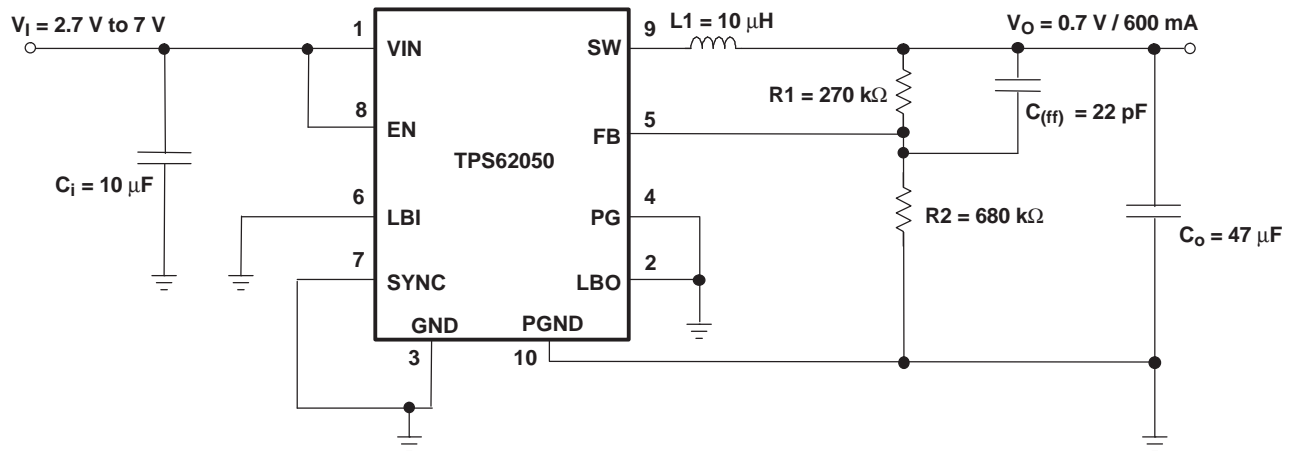 V_I = 2.7 V to 7 V
1
VIN
8
EN
C_i = 10 μF
6
LBI
7
SYNC
GND
3
PGND
10
TPS62050
SW
9
FB
5
PG
4
LBO
2
L1 = 10 μH
V_O = 0.7 V / 600 mA
R1 = 270 kΩ
C_(ff) = 22 pF
R2 = 680 kΩ
C_o = 47 μF